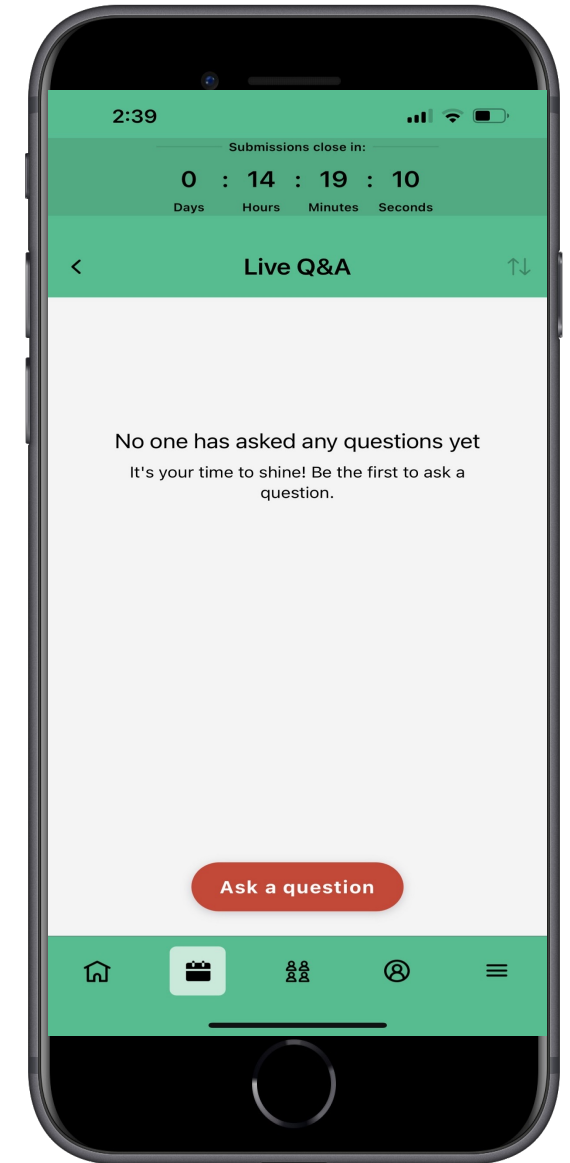 2:39
Submissions close in:
0 : 14 : 19 : 10
Days Hours Minutes Seconds
Live Q&A
No one has asked any questions yet
It's your time to shine! Be the first to ask a
question.
Ask a question